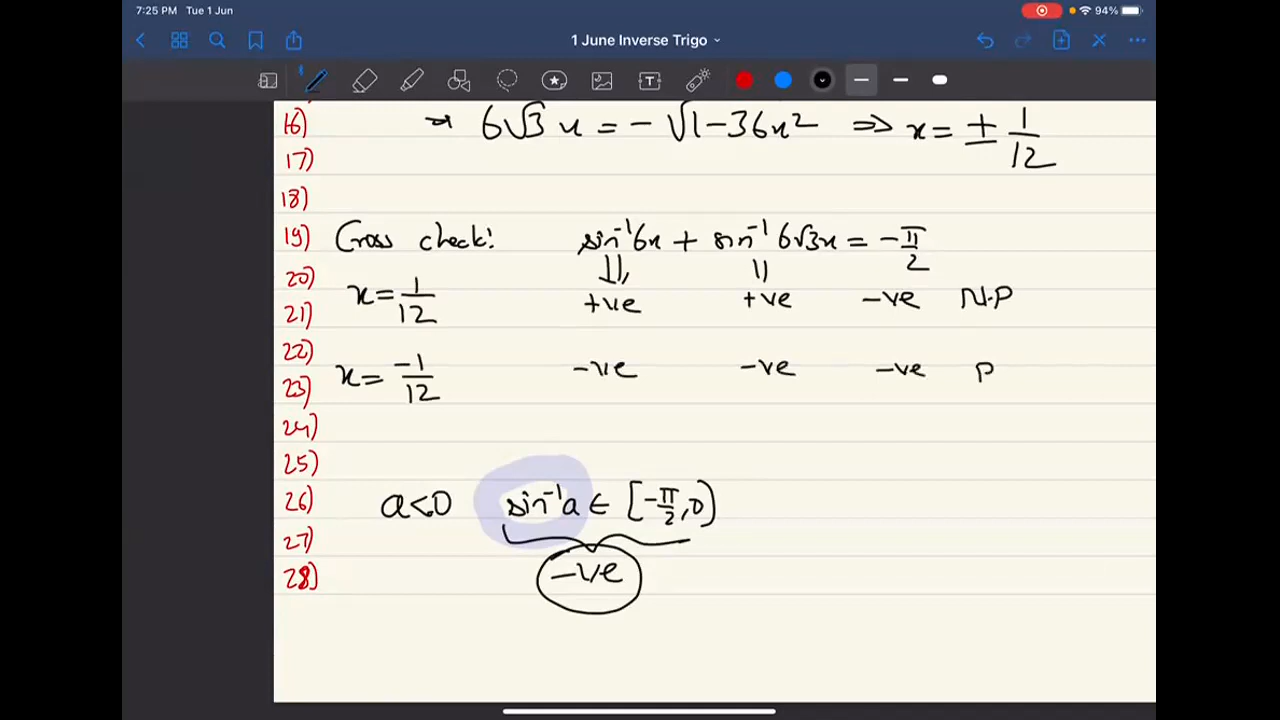 7:25 PM Tue 1 Jun 94%
1 June Inverse Trigo
T
16) → 6√3 x = - √1-36x² ⇒ x = ± 1/12
17)
18)
19) Cross check! sin⁻¹6x + sin⁻¹6√3x = -π/2
20)
21) x = 1/12 +ve +ve -ve N.P
22)
23) x = -1/12 -ve -ve -ve P
24)
25)
26) a<0 sin⁻¹a ∈ [-π/2, 0)
27)
28) -ve